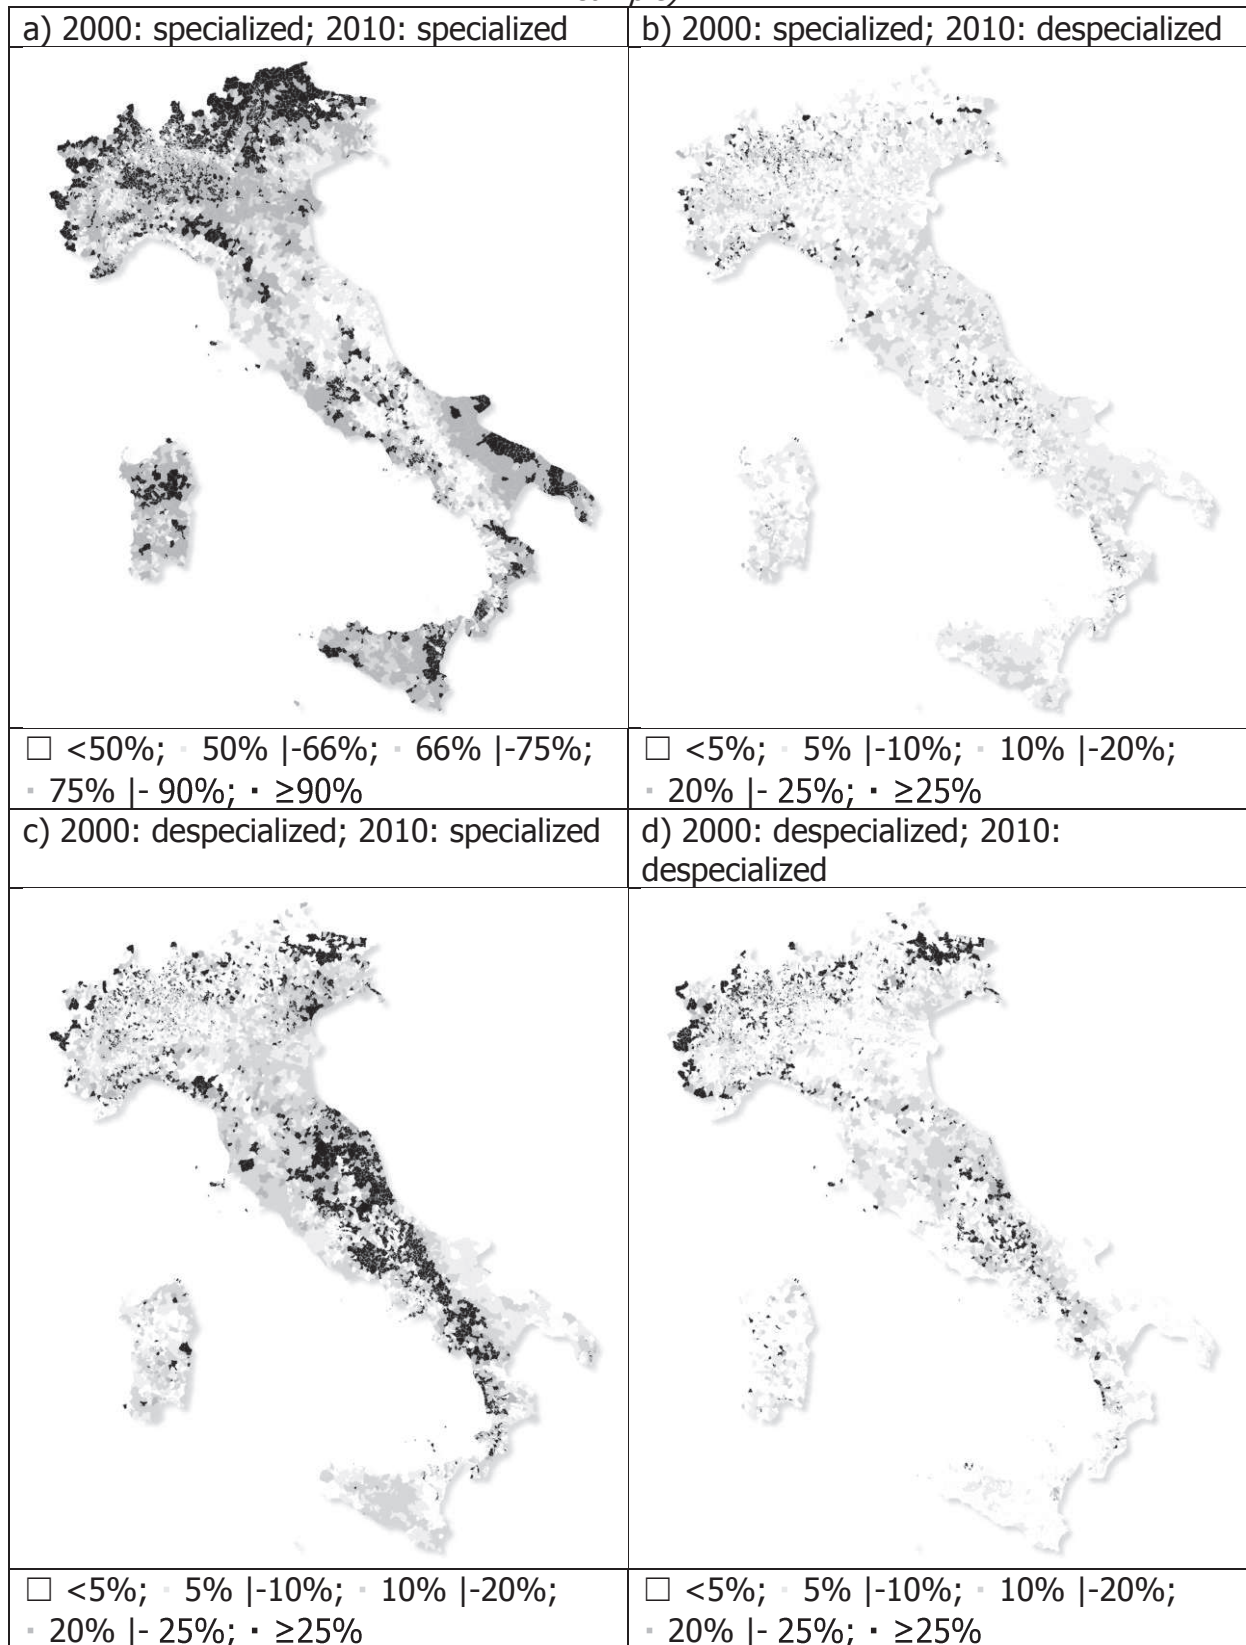 a) 2000: specialized; 2010: specialized
b) 2000: specialized; 2010: despecialized
□ <50%; ▪ 50% |-66%; ▪ 66% |-75%;
▪ 75% |- 90%; ▪ ≥90%
□ <5%; ▪ 5% |-10%; ▪ 10% |-20%;
▪ 20% |- 25%; ▪ ≥25%
c) 2000: despecialized; 2010: specialized
d) 2000: despecialized; 2010:
despecialized
□ <5%; ▪ 5% |-10%; ▪ 10% |-20%;
▪ 20% |- 25%; ▪ ≥25%
□ <5%; ▪ 5% |-10%; ▪ 10% |-20%;
▪ 20% |- 25%; ▪ ≥25%